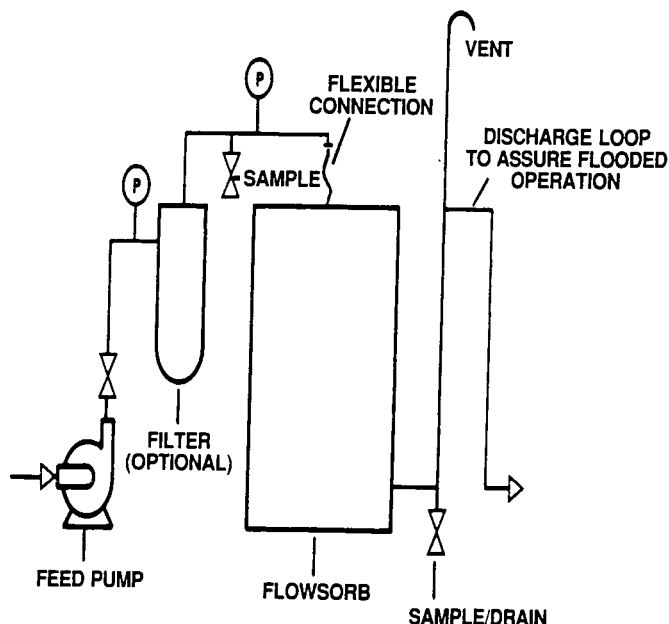 VENT
P
FLEXIBLE
CONNECTION
DISCHARGE LOOP
TO ASSURE FLOODED
OPERATION
P
SAMPLE
FILTER
(OPTIONAL)
FEED PUMP
FLOWSORB
SAMPLE/DRAIN